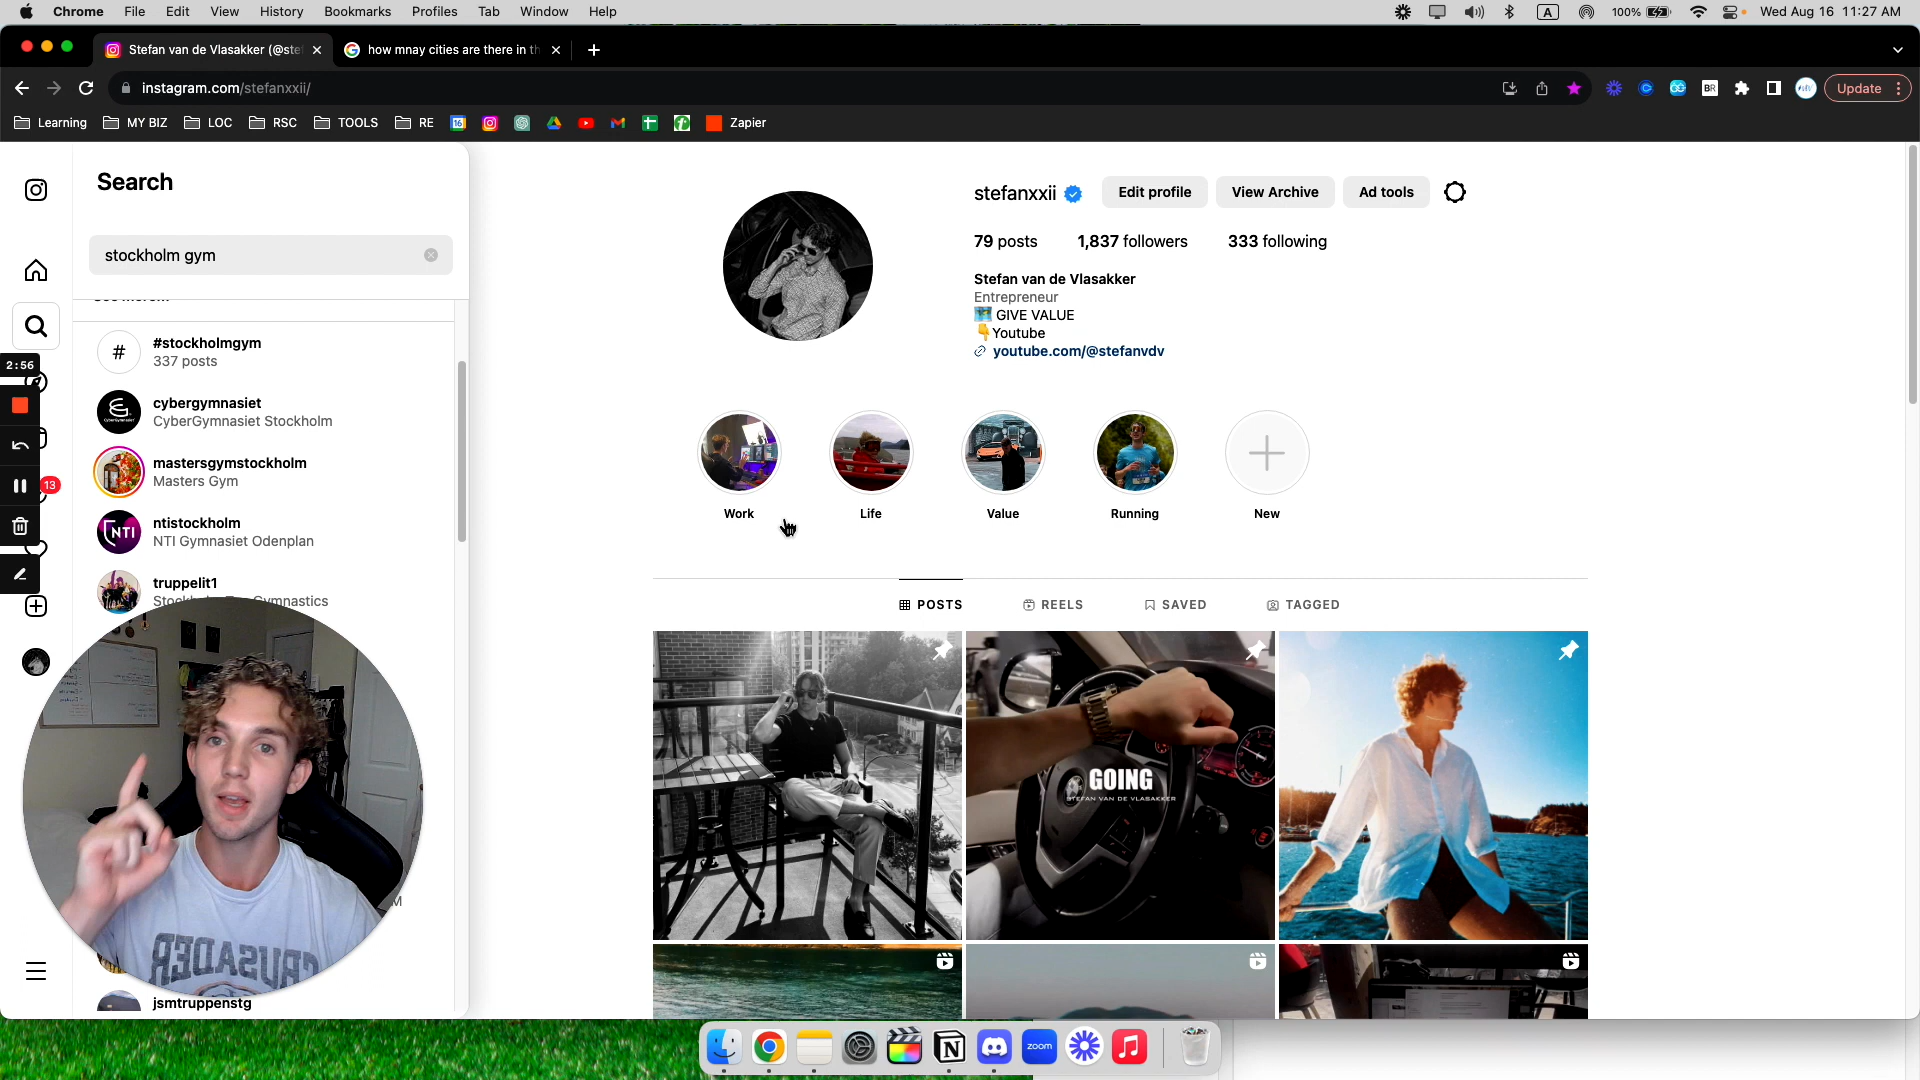 Chrome File Edit View History Bookmarks Profiles Tab Window Help
A 100% Wed Aug 16 11:27 AM
Stefan van de Vlasakker (@ste how mnay cities are there in th
instagram.com/stefanxxii/
BR
Update
Learning MY BIZ LOC RSC TOOLS RE 16 Zapier
Search
stockholm gym
#stockholmgym
337 posts
cybergymnasiet
CyberGymnasiet Stockholm
mastersgymstockholm
Masters Gym
NTI
ntistockholm
NTI Gymnasiet Odenplan
truppelit1
jsmtruppenstg
2:56
13
CRUSADER
stefanxxii
Edit profile View Archive Ad tools
79 posts 1,837 followers 333 following
Stefan van de Vlasakker
Entrepreneur
🗺️ GIVE VALUE
👇Youtube
youtube.com/@stefanvdv
Work Life Value Running New
POSTS REELS SAVED TAGGED
GOING
STEFAN VAN DE VLASAKKER
zoom